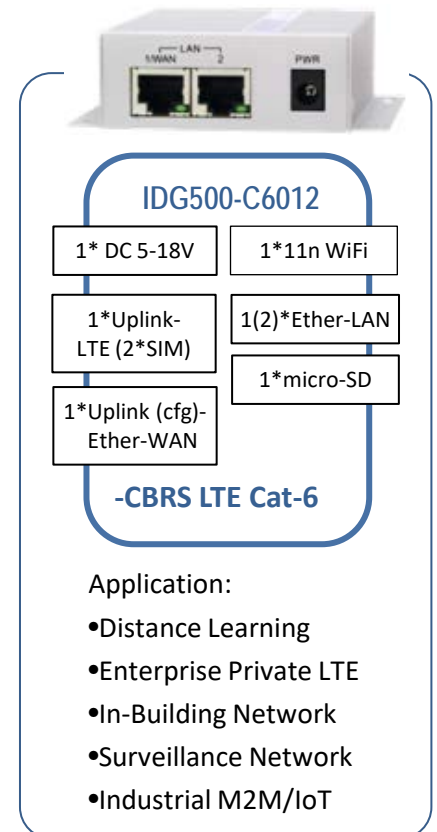 LAN
1/WAN 2 PWR
IDG500-C6012
1* DC 5-18V
1*11n WiFi
1*Uplink-
LTE (2*SIM)
1(2)*Ether-LAN
1*micro-SD
1*Uplink (cfg)-
Ether-WAN
-CBRS LTE Cat-6
Application:
•Distance Learning
•Enterprise Private LTE
•In-Building Network
•Surveillance Network
•Industrial M2M/IoT